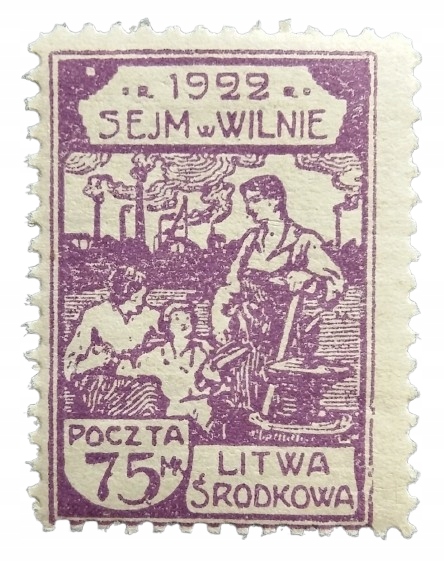 : R 1922 R. :
SEJM w WILNIE
POCZTA
75 MK
LITWA
ŚRODKOWA